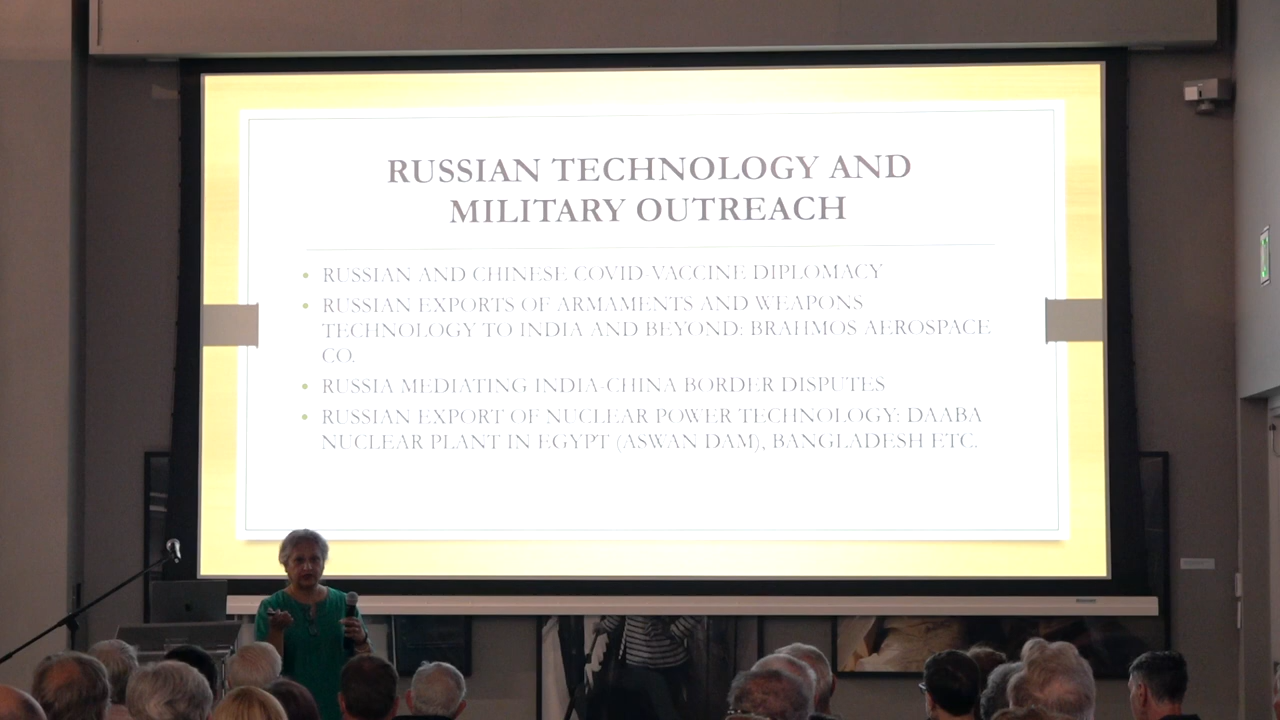 RUSSIAN TECHNOLOGY AND
MILITARY OUTREACH
• RUSSIAN AND CHINESE COVID-VACCINE DIPLOMACY
• RUSSIAN EXPORTS OF ARMAMENTS AND WEAPONS
TECHNOLOGY TO INDIA AND BEYOND: BRAHMOS AEROSPACE
CO.
• RUSSIA MEDIATING INDIA-CHINA BORDER DISPUTES
• RUSSIAN EXPORT OF NUCLEAR POWER TECHNOLOGY: DAABA
NUCLEAR PLANT IN EGYPT (ASWAN DAM), BANGLADESH ETC.